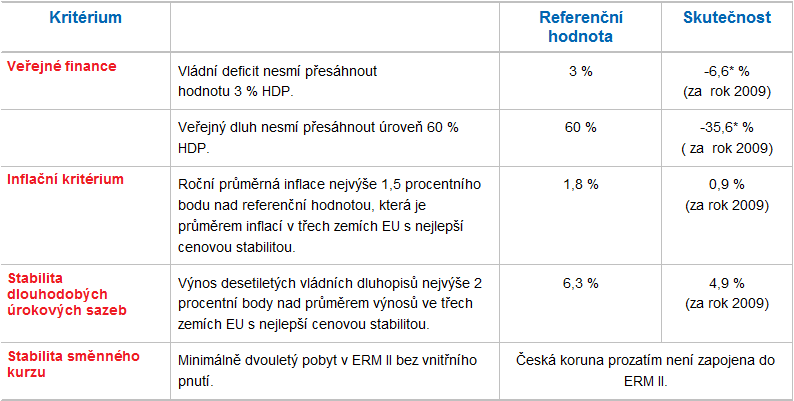 Kritérium
Referenční
hodnota
Skutečnost
Veřejné finance
Vládní deficit nesmí přesáhnout
hodnotu 3 % HDP.
3 %
-6,6* %
(za  rok 2009)
Veřejný dluh nesmí přesáhnout úroveň 60 %
HDP.
60 %
-35,6* %
( za  rok 2009)
Inflační kritérium
Roční průměrná inflace nejvýše 1,5 procentního
bodu nad referenční hodnotou, která je
průměrem inflací v třech zemích EU s nejlepší
cenovou stabilitou.
1,8 %
0,9 %
(za rok 2009)
Stabilita
dlouhodobých
úrokových sazeb
Výnos desetiletých vládních dluhopisů nejvýše 2
procentní body nad průměrem výnosů ve třech
zemích EU s nejlepší cenovou stabilitou.
6,3 %
4,9 %
(za rok 2009)
Stabilita směnného
kurzu
Minimálně dvouletý pobyt v ERM II bez vnitřního
pnutí.
Česká koruna prozatím není zapojena do
ERM II.